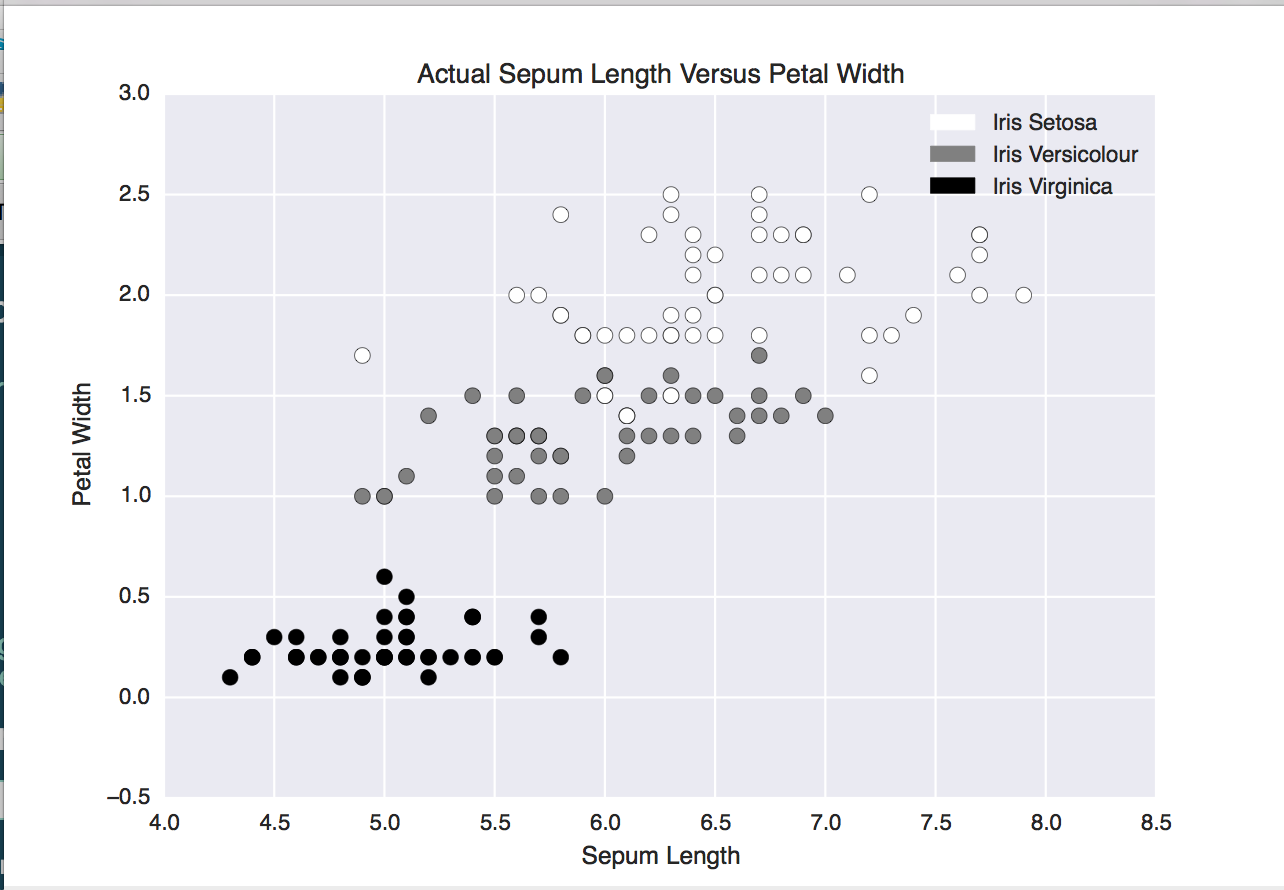 Actual Sepum Length Versus Petal Width
3.0
Iris Setosa
Iris Versicolour
Iris Virginica
2.5
2.0
1.5
1.0
0.5
0.0
−0.5
Petal Width
4.0 4.5 5.0 5.5 6.0 6.5 7.0 7.5 8.0 8.5
Sepum Length